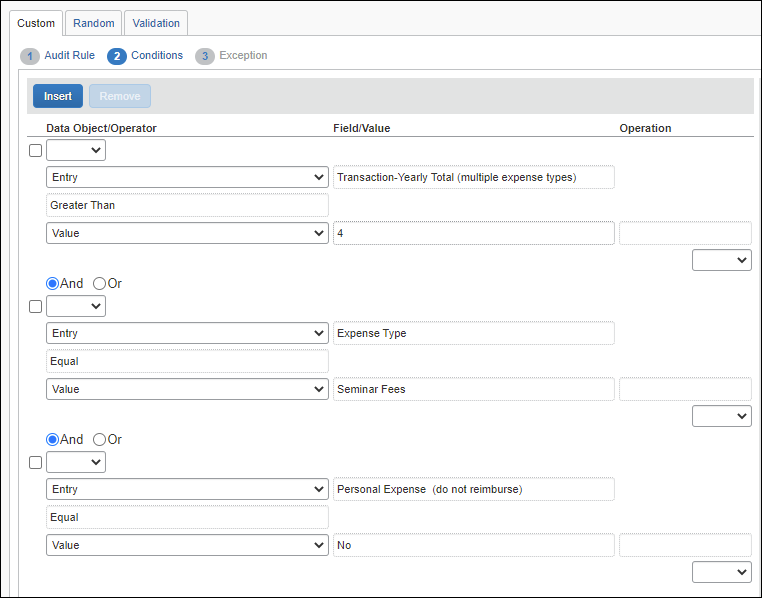 Custom Random Validation
1 Audit Rule 2 Conditions 3 Exception
Insert Remove
Data Object/Operator Field/Value Operation
Entry Transaction-Yearly Total (multiple expense types)
Greater Than
Value 4
And Or
Entry Expense Type
Equal
Value Seminar Fees
And Or
Entry Personal Expense (do not reimburse)
Equal
Value No